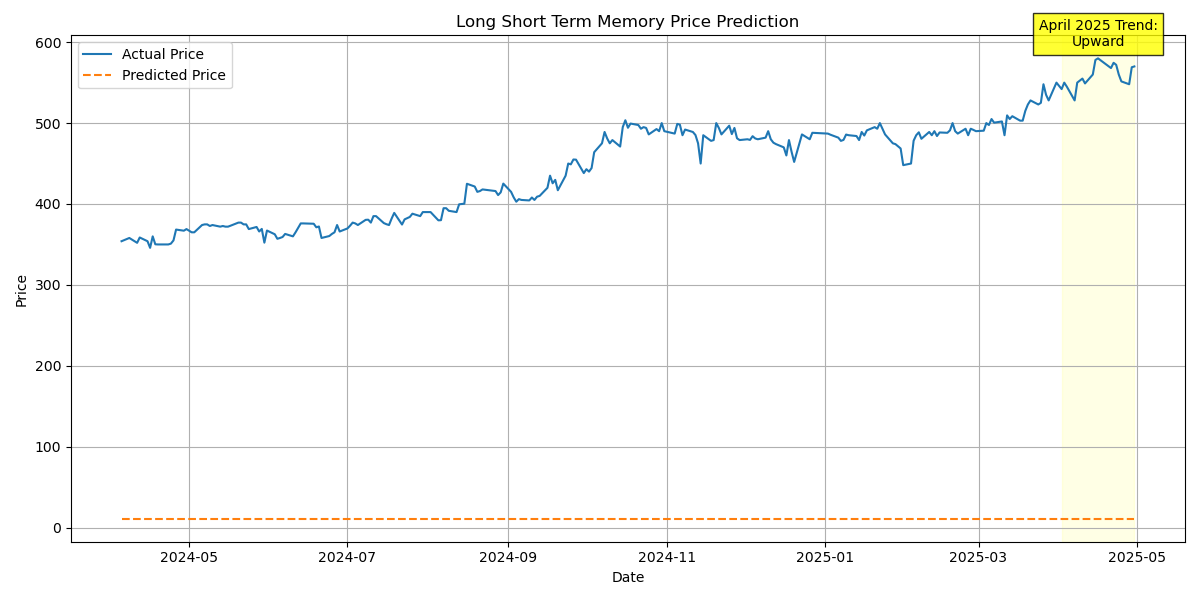 Long Short Term Memory Price Prediction
April 2025 Trend:
Upward
Actual Price
Predicted Price
Price
600
500
400
300
200
100
0
2024-05
2024-07
2024-09
2024-11
2025-01
2025-03
2025-05
Date